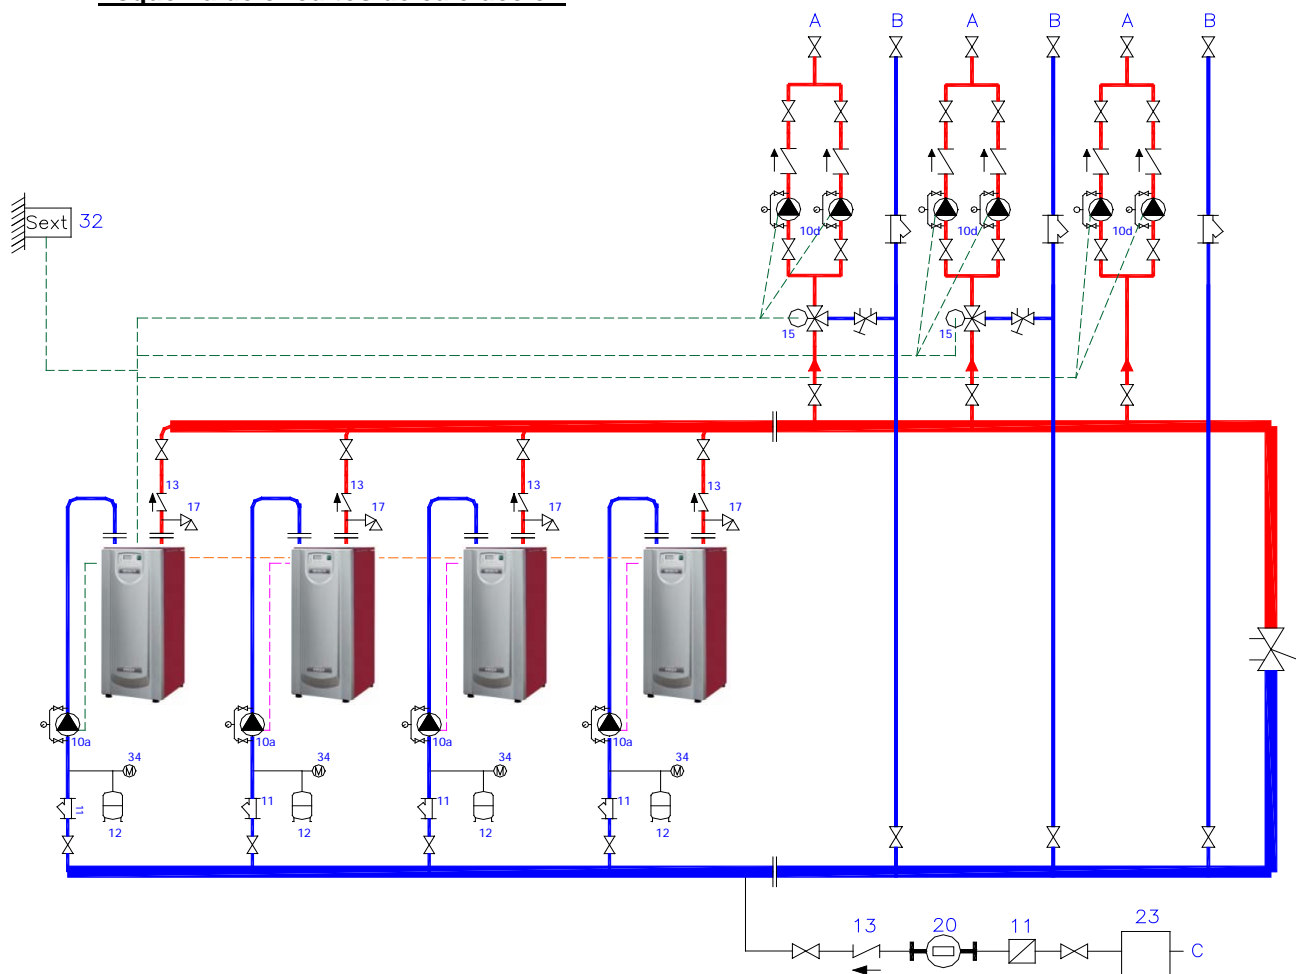 A B A B A B
Sext 32
10d 10d 10d
15 15
13 13 13 13
17 17 17 17
10a 10a 10a 10a
34 34 34 34
11 11 11 11
12 12 12 12
13 20 11 23
C
M M M M